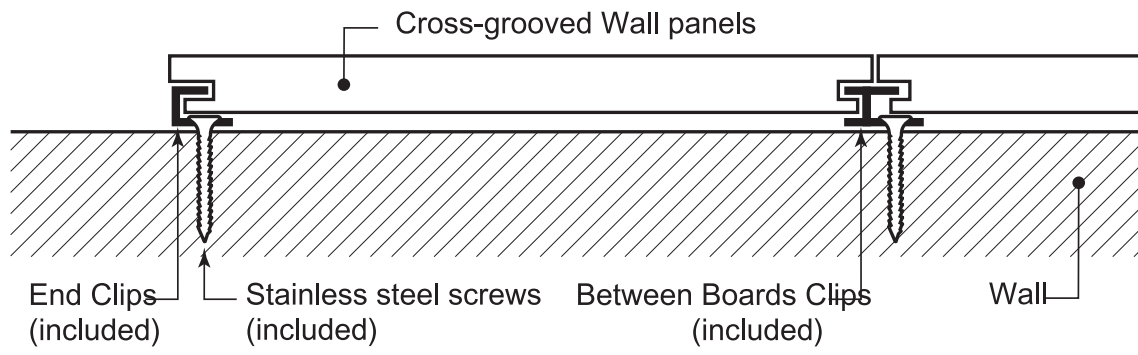 Cross-grooved Wall panels
End Clips
(included)
Stainless steel screws
(included)
Between Boards Clips
(included)
Wall